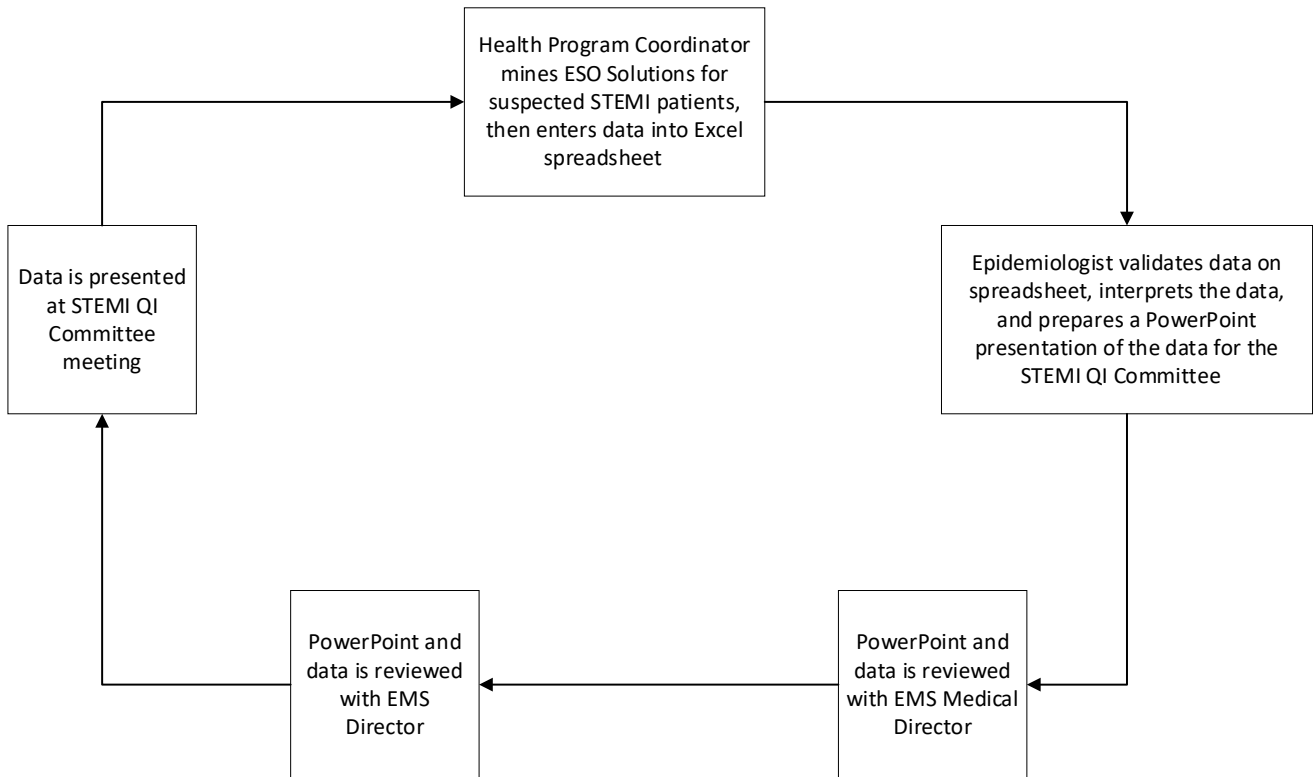 Health Program Coordinator
mines ESO Solutions for
suspected STEMI patients,
then enters data into Excel
spreadsheet
Epidemiologist validates data on
spreadsheet, interprets the data,
and prepares a PowerPoint
presentation of the data for the
STEMI QI Committee
PowerPoint and
data is reviewed
with EMS Medical
Director
PowerPoint and
data is reviewed
with EMS
Director
Data is presented
at STEMI QI
Committee
meeting